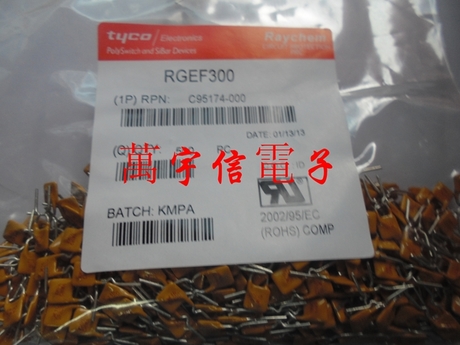 tyco / Electronics
PolySwitch and SiBar Devices
Raychem
RGEF300
(1P) RPN: C95174-000
DATE: 01/13/13
萬宇信電子
BATCH: KMPA
2002/95/EC
(ROHS) COMP